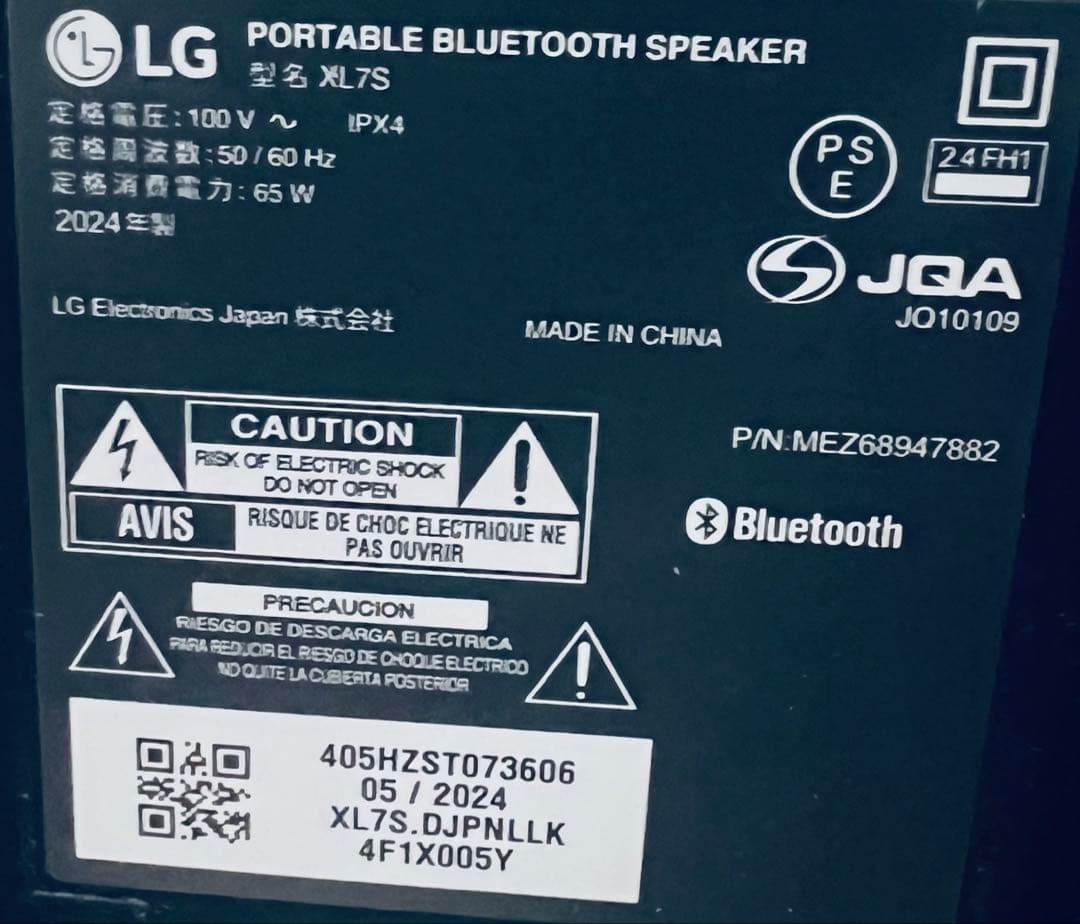 LG PORTABLE BLUETOOTH SPEAKER
型名 XL7S
定格電圧: 100 V ~ IPX4
定格周波数: 50 / 60 Hz
定格消費電力: 65 W
2024年製
PS
E
24FH1
JQA
JQ10109
LG Electronics Japan 株式会社
MADE IN CHINA
CAUTION
RISK OF ELECTRIC SHOCK
DO NOT OPEN
AVIS
RISQUE DE CHOC ELECTRIQUE NE
PAS OUVRIR
P/N:MEZ68947882
Bluetooth
PRECAUCION
RIESGO DE DESCARGA ELECTRICA
PARA REDUCIR EL RIESGO DE CHOQUE ELECTRICO
NO QUITE LA CUBIERTA POSTERIOR
405HZST073606
05 / 2024
XL7S.DJPNLLK
4F1X005Y